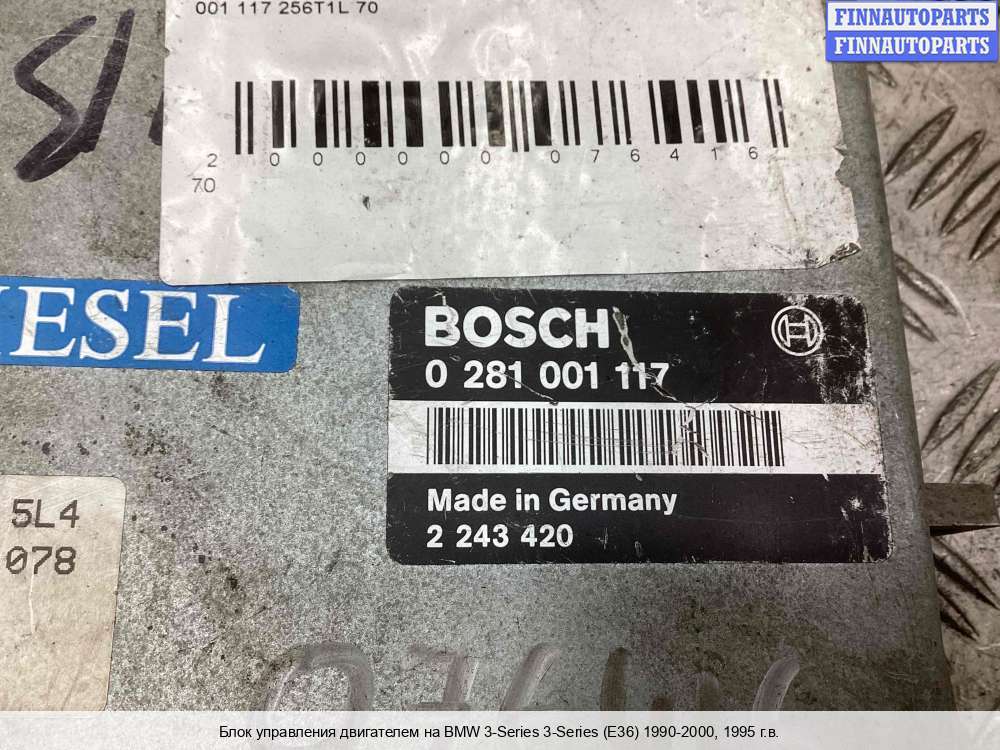 001 117 256T1L 70
FINNAUTOPARTS
FINNAUTOPARTS
2 000000 076416
70
ESEL
BOSCH
0 281 001 117
5L4
078
Made in Germany
2 243 420
Блок управления двигателем на BMW 3-Series 3-Series (E36) 1990-2000, 1995 г.в.